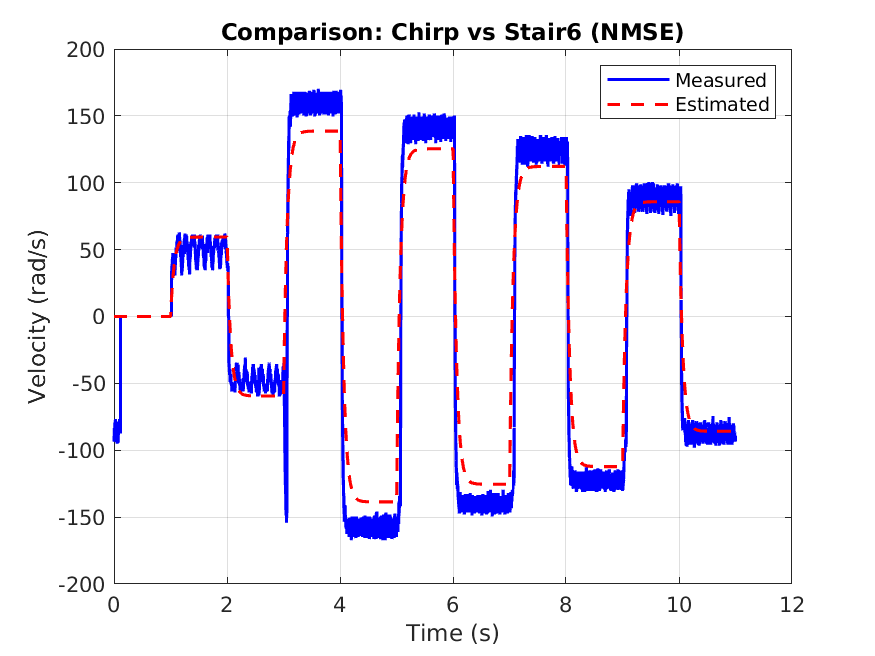 Comparison: Chirp vs Stair6 (NMSE)
Velocity (rad/s)
200
150
100
50
0
-50
-100
-150
-200
Measured
Estimated
0 2 4 6 8 10 12
Time (s)